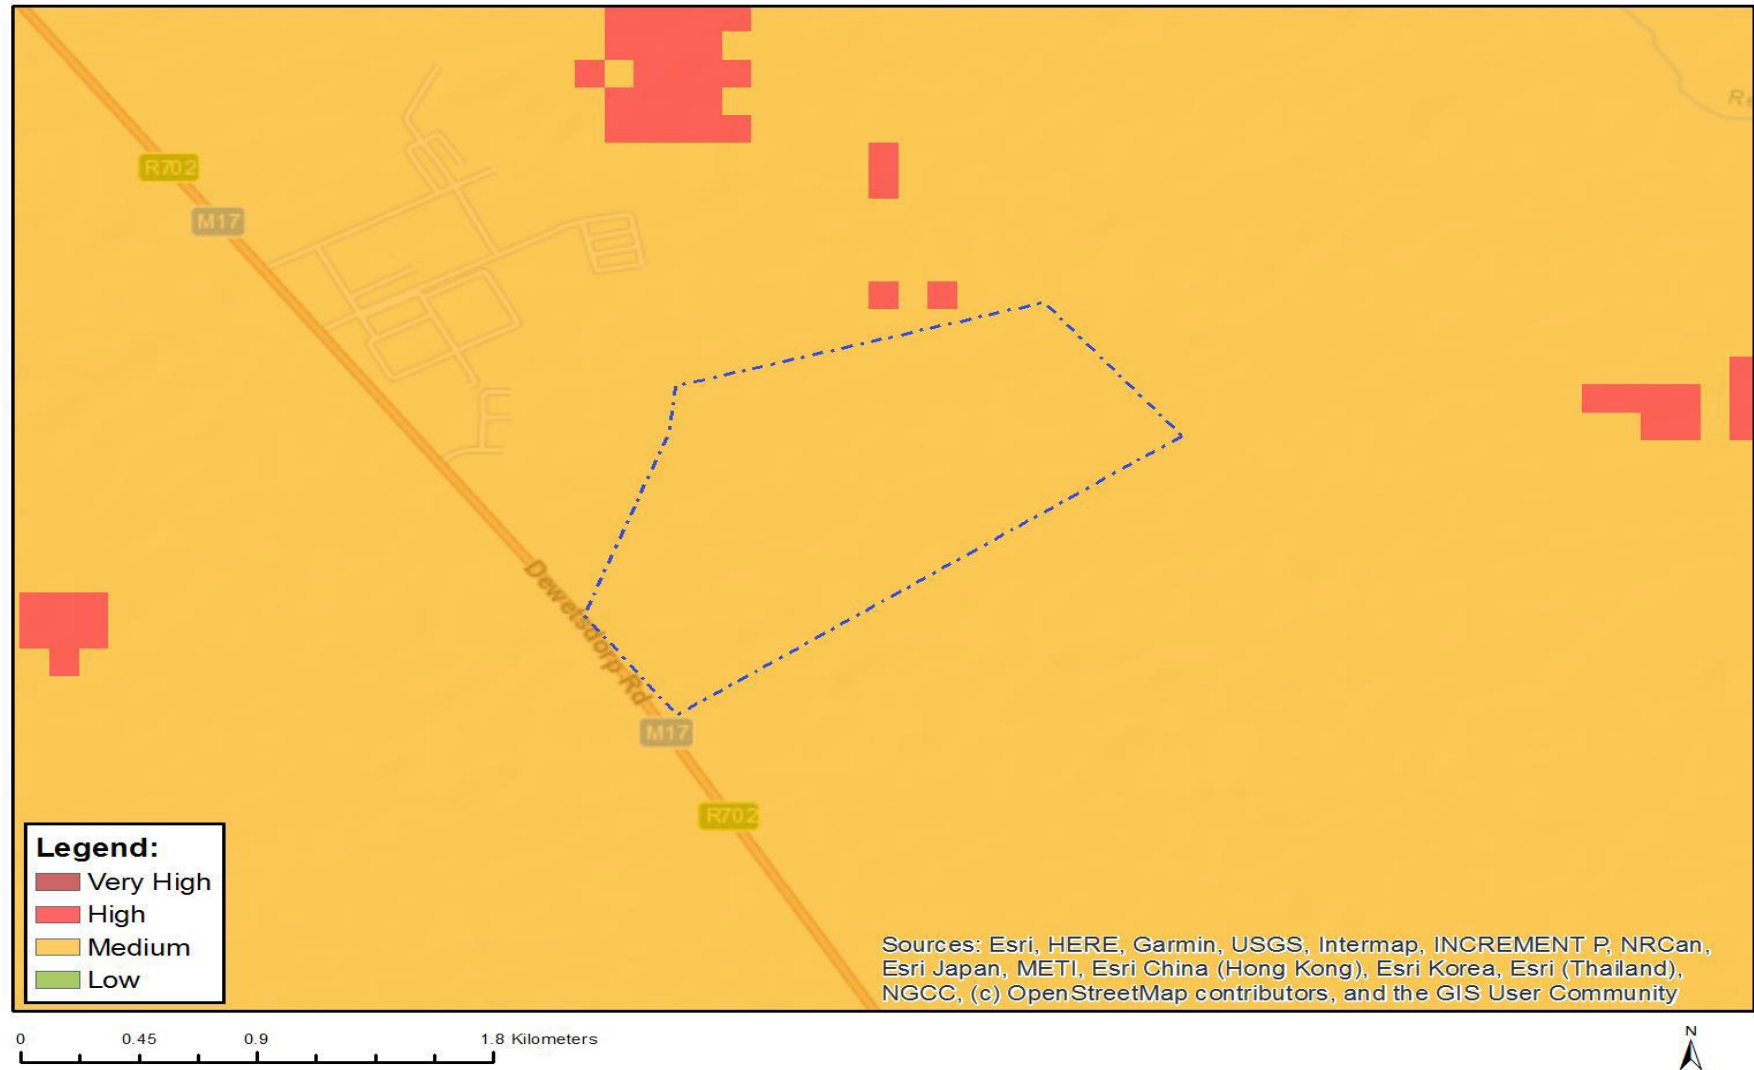 R702
M17
Dewetsdorp Rd
M17
R702
Legend:
Very High
High
Medium
Low
Sources: Esri, HERE, Garmin, USGS, Intermap, INCREMENT P, NRCan,
Esri Japan, METI, Esri China (Hong Kong), Esri Korea, Esri (Thailand),
NGCC, (c) OpenStreetMap contributors, and the GIS User Community
0 0.45 0.9 1.8 Kilometers
N